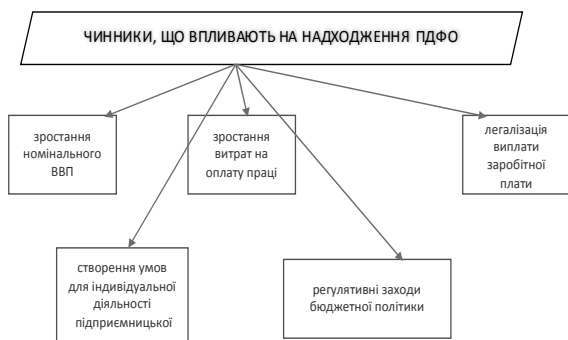 ЧИННИКИ, ЩО ВПЛИВАЮТЬ НА НАДХОДЖЕННЯ ПДФО
зростання
номінального
ВВП
зростання
витрат на
оплату праці
легалізація
виплати
заробітної
плати
створення умов
для індивідуальної
діяльності
підприємницької
регулятивні заходи
бюджетної політики